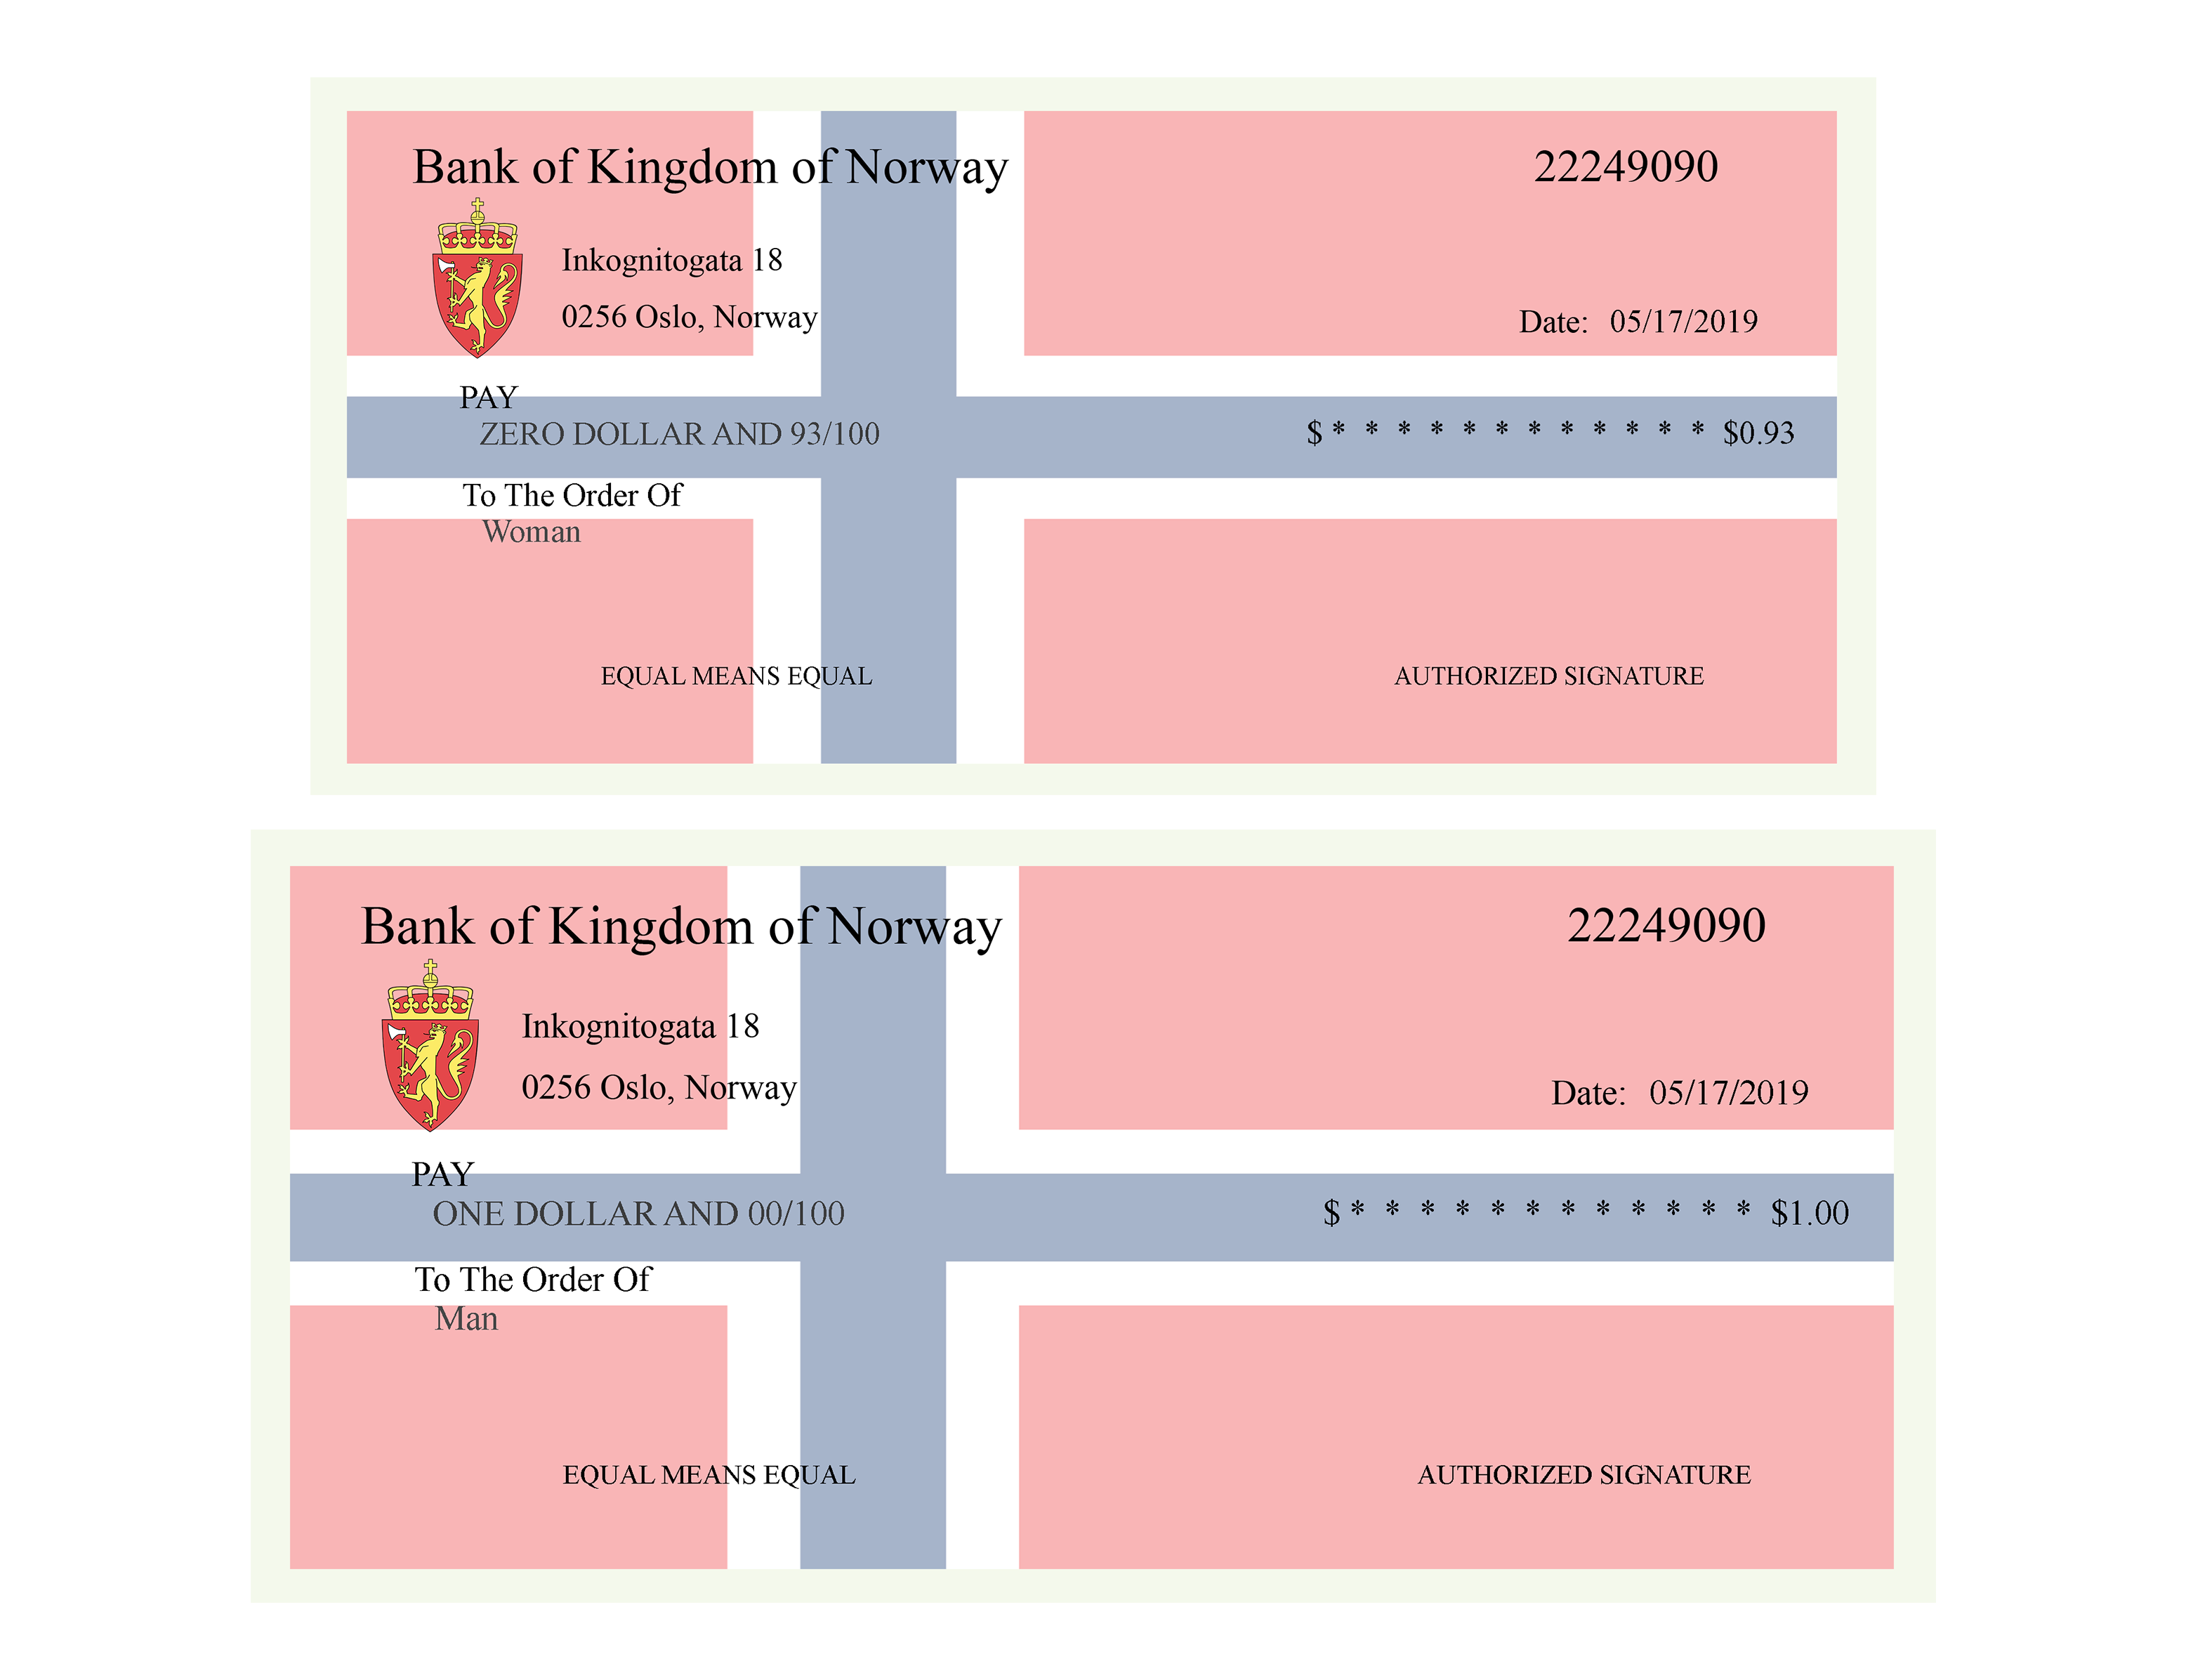 Bank of Kingdom of Norway
22249090
Inkognitogata 18
0256 Oslo, Norway
Date: 05/17/2019
PAY
ZERO DOLLAR AND 93/100
$ * * * * * * * * * * * * $0.93
To The Order Of
Woman
EQUAL MEANS EQUAL
AUTHORIZED SIGNATURE
Bank of Kingdom of Norway
22249090
Inkognitogata 18
0256 Oslo, Norway
Date: 05/17/2019
PAY
ONE DOLLAR AND 00/100
$ * * * * * * * * * * * * $1.00
To The Order Of
Man
EQUAL MEANS EQUAL
AUTHORIZED SIGNATURE